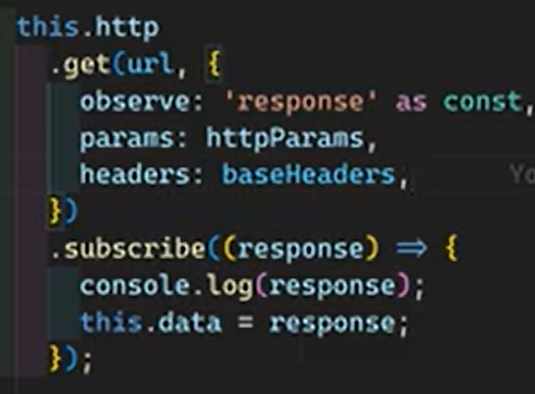 this.http
.get(url, {
observe: 'response' as const,
params: httpParams,
headers: baseHeaders,
})
.subscribe((response) => {
console.log(response);
this.data = response;
});